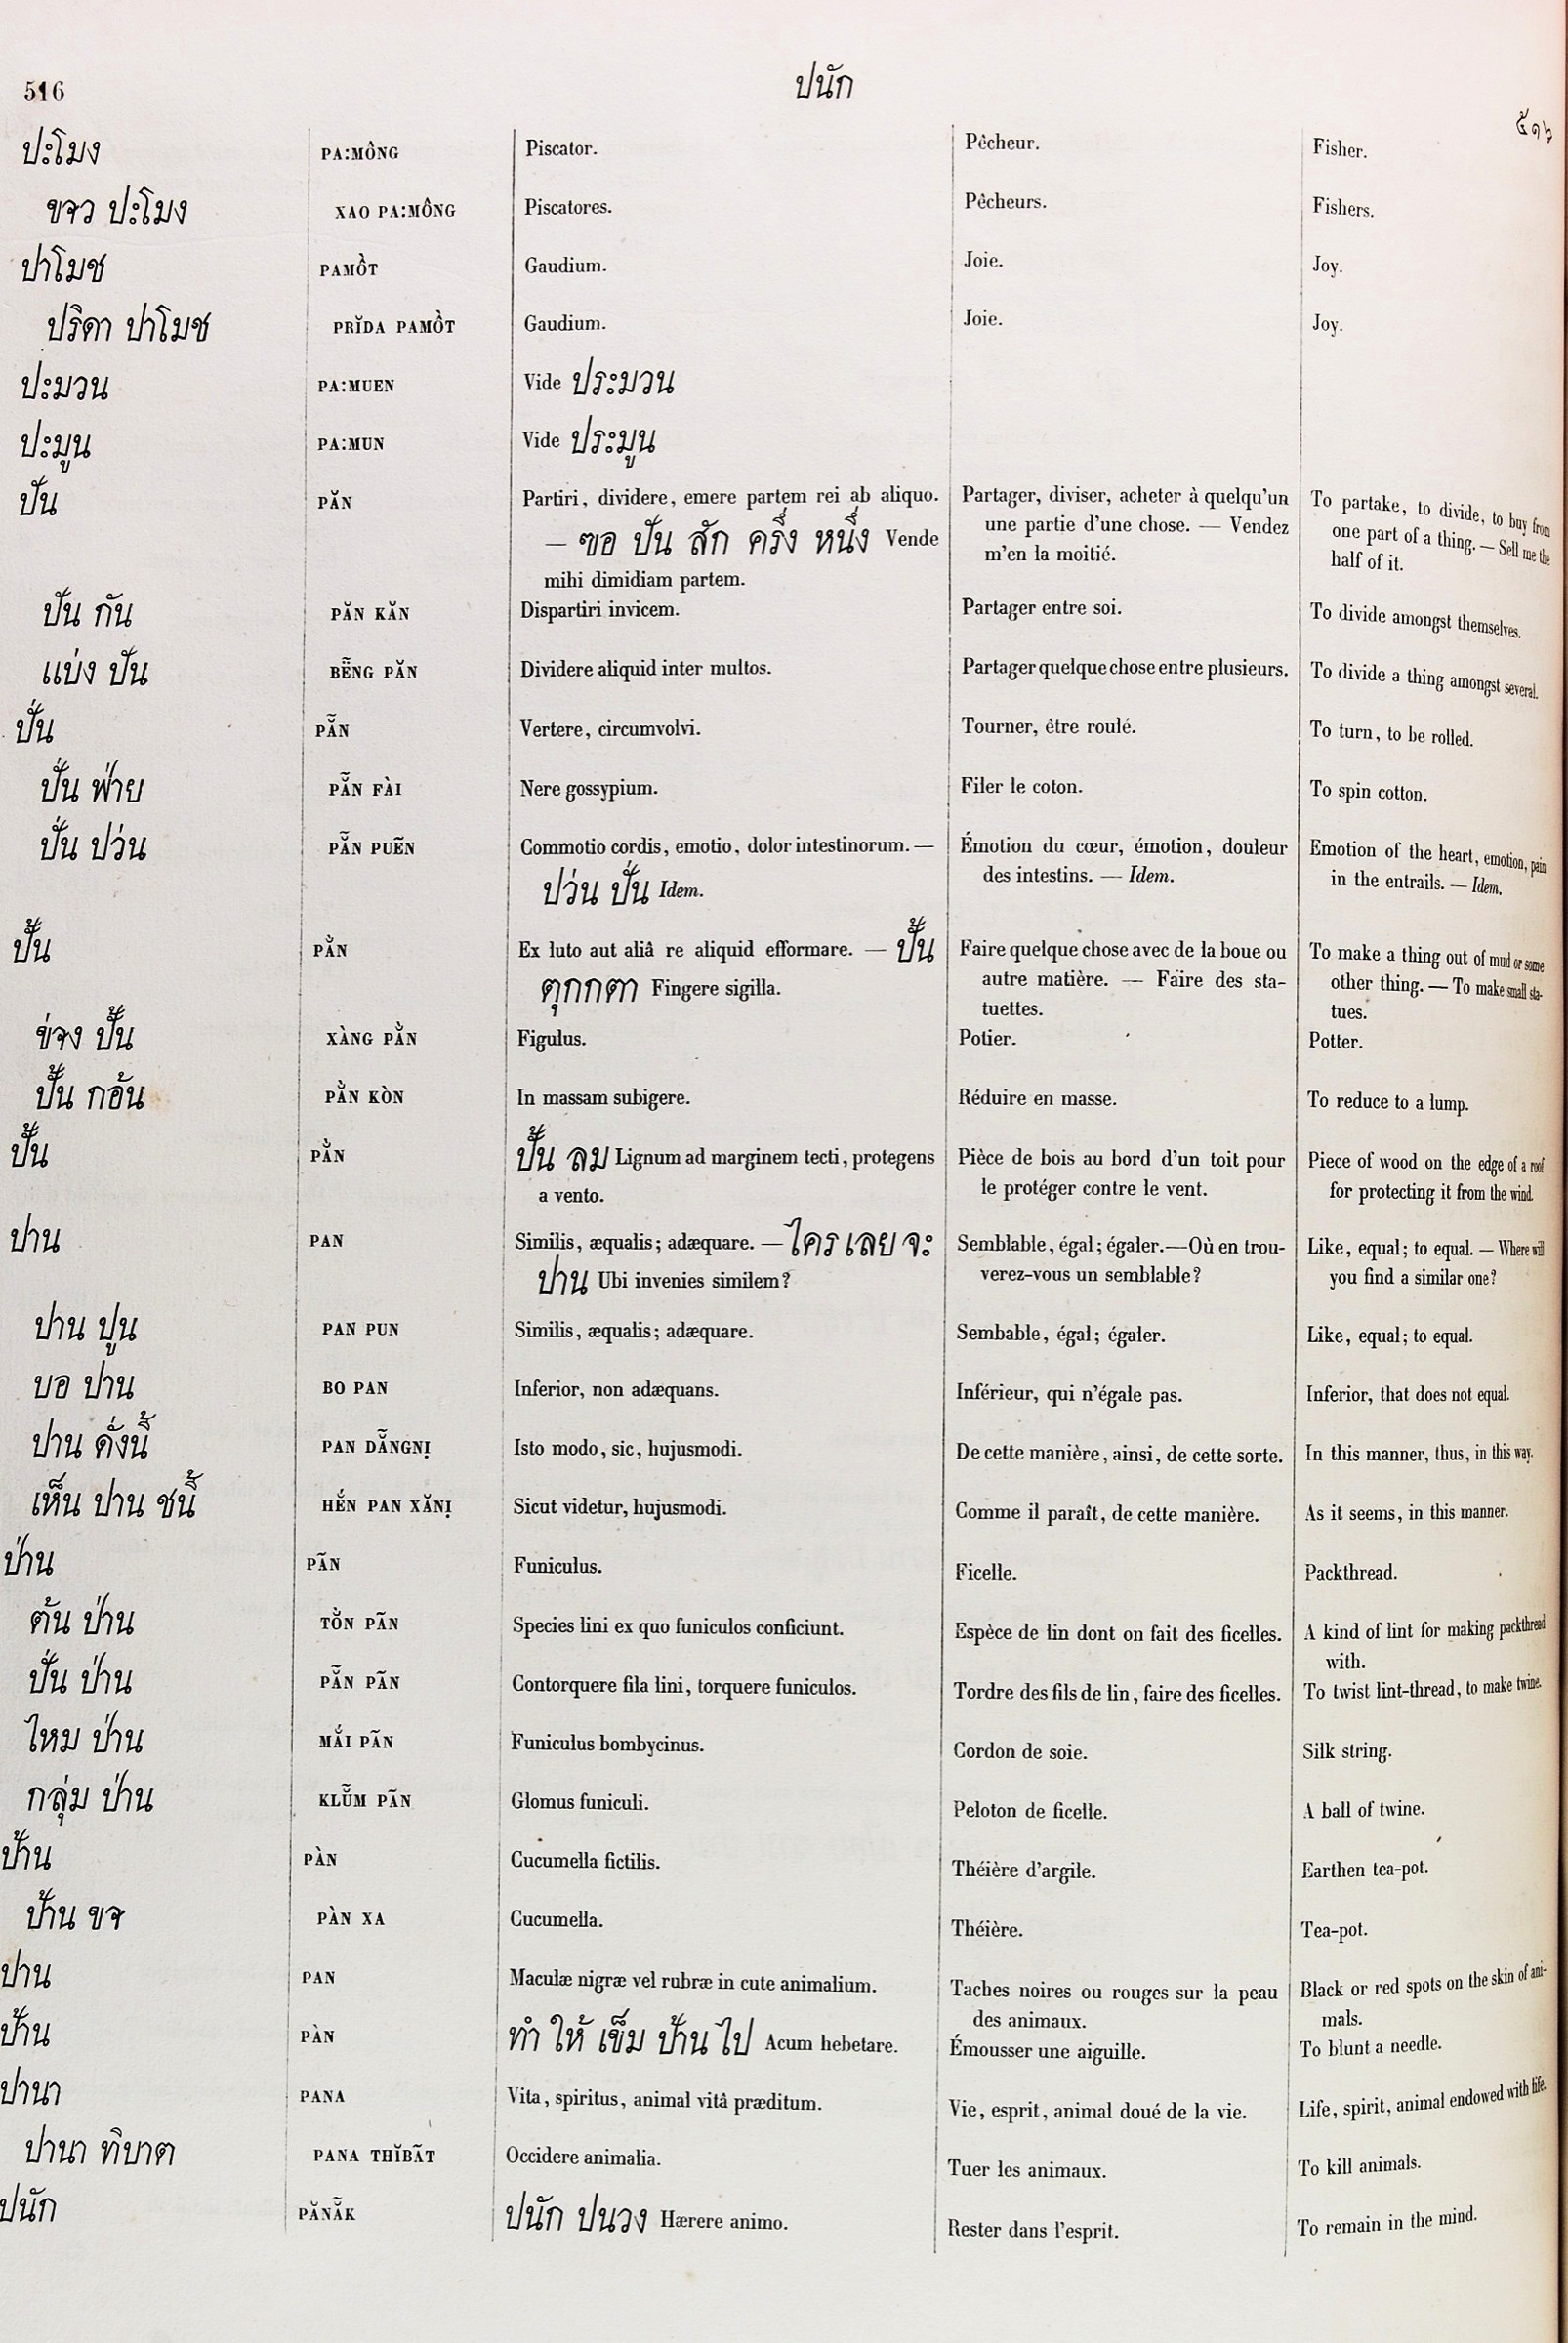 516
ปนัก
๕๑๖
ปะโมง PA:MÔNG Piscator. Pêcheur. Fisher.
ชาว ปะโมง XAO PA:MÔNG Piscatores. Pêcheurs. Fishers.
ปาโมช PAMỒT Gaudium. Joie. Joy.
ปริดา ปาโมช PRĬDA PAMỒT Gaudium. Joie. Joy.
ปะมวน PA:MUEN Vide ประมวน
ปะมูน PA:MUN Vide ประมูน
ปัน PĂN Partiri, dividere, emere partem rei ab aliquo. Partager, diviser, acheter à quelqu'un To partake, to divide, to buy from
— ขอ ปัน สัก ครึ่ง หนึ่ง Vende une partie d'une chose. — Vendez one part of a thing. — Sell me the
mihi dimidiam partem. m'en la moitié. half of it.
ปัน กัน PĂN KĂN Dispartiri invicem. Partager entre soi. To divide amongst themselves.
แบ่ง ปัน BẼNG PĂN Dividere aliquid inter multos. Partager quelque chose entre plusieurs. To divide a thing amongst several.
ปั่น PẴN Vertere, circumvolvi. Tourner, être roulé. To turn, to be rolled.
ปั่น ฟ่าย PẴN FÀI Nere gossypium. Filer le coton. To spin cotton.
ปั่น ป่วน PẴN PUẼN Commotio cordis, emotio, dolor intestinorum. — Émotion du cœur, émotion, douleur Emotion of the heart, emotion, pain
ป่วน ปั่น Idem. des intestins. — Idem. in the entrails. — Idem.
ปั้น PẰN Ex luto aut aliâ re aliquid efformare. — ปั้น Faire quelque chose avec de la boue ou To make a thing out of mud or some
ตุกกตา Fingere sigilla. autre matière. — Faire des sta- other thing. — To make small sta-
tuettes. tues.
ช่าง ปั้น XÀNG PẰN Figulus. Potier. Potter.
ปั้น กอ้น PẰN KÒN In massam subigere. Réduire en masse. To reduce to a lump.
ปั้น PẰN ปั้น ลม Lignum ad marginem tecti, protegens Pièce de bois au bord d'un toit pour Piece of wood on the edge of a roof
a vento. le protéger contre le vent. for protecting it from the wind.
ปาน PAN Similis, æqualis; adæquare. — ใคร เลย จะ Semblable, égal; égaler. — Où en trou- Like, equal; to equal. — Where will
ปาน Ubi invenies similem? verez-vous un semblable? you find a similar one?
ปาน ปูน PAN PUN Similis, æqualis; adæquare. Sembable, égal; égaler. Like, equal; to equal.
บอ ปาน BO PAN Inferior, non adæquans. Inférieur, qui n'égale pas. Inferior, that does not equal.
ปาน ดั่งนี้ PAN DẴNGNỊ Isto modo, sic, hujusmodi. De cette manière, ainsi, de cette sorte. In this manner, thus, in this way.
เห็น ปาน ชนี้ HẾN PAN XĂNỊ Sicut videtur, hujusmodi. Comme il paraît, de cette manière. As it seems, in this manner.
ป่าน PÃN Funiculus. Ficelle. Packthread.
ต้น ป่าน TỒN PÃN Species lini ex quo funiculos conficiunt. Espèce de lin dont on fait des ficelles. A kind of lint for making packthread
with.
ปั่น ป่าน PẴN PÃN Contorquere fila lini, torquere funiculos. Tordre des fils de lin, faire des ficelles. To twist lint-thread, to make twine.
ไหม ป่าน MẮI PÃN Funiculus bombycinus. Cordon de soie. Silk string.
กลุ่ม ป่าน KLŬ̃M PÃN Glomus funiculi. Peloton de ficelle. A ball of twine.
ป้าน PÀN Cucumella fictilis. Théière d'argile. Earthen tea-pot.
ป้าน ชา PÀN XA Cucumella. Théière. Tea-pot.
ปาน PAN Maculæ nigræ vel rubræ in cute animalium. Taches noires ou rouges sur la peau Black or red spots on the skin of ani-
des animaux. mals.
ป้าน PÀN ทำ ให้ เข็ม ป้าน ไป Acum hebetare. Émousser une aiguille. To blunt a needle.
ปานา PANA Vita, spiritus, animal vitâ præditum. Vie, esprit, animal doué de la vie. Life, spirit, animal endowed with life.
ปานา ทิบาต PANA THĬBÃT Occidere animalia. Tuer les animaux. To kill animals.
ปนัก PĂNẴK ปนัก ปนวง Hærere animo. Rester dans l'esprit. To remain in the mind.